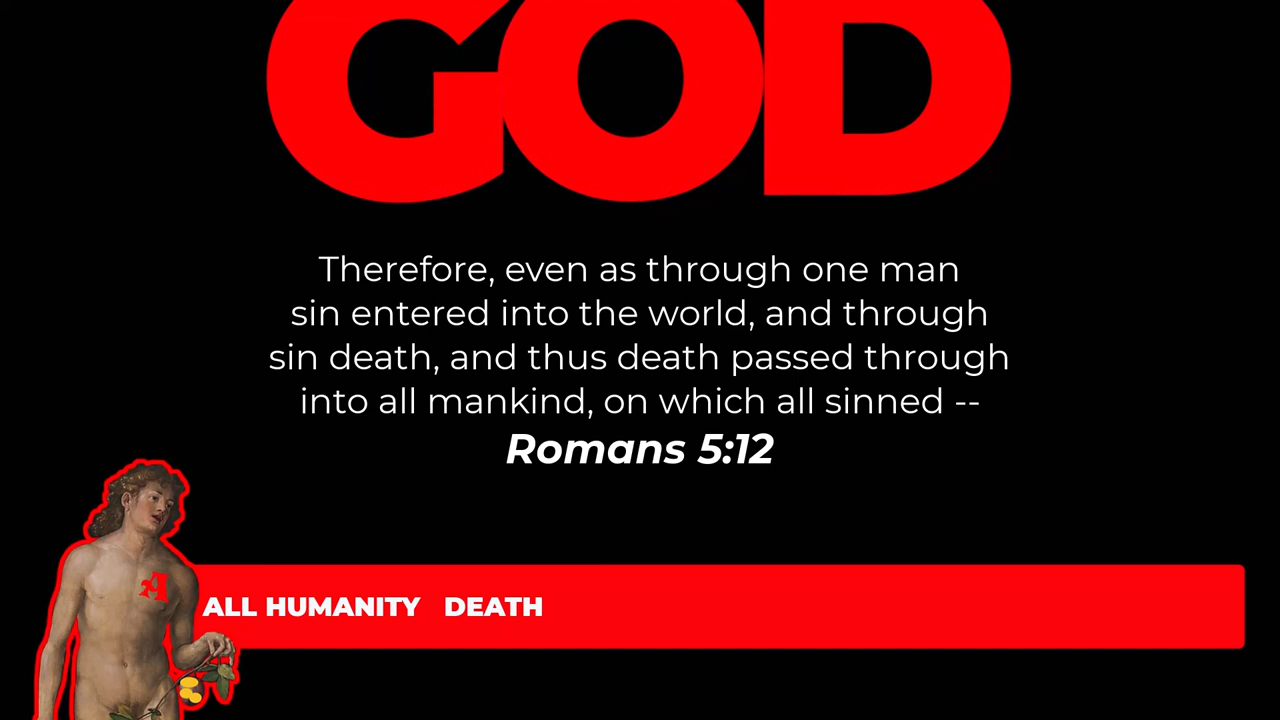 GOD
Therefore, even as through one man
sin entered into the world, and through
sin death, and thus death passed through
into all mankind, on which all sinned --
Romans 5:12
A
ALL HUMANITY DEATH